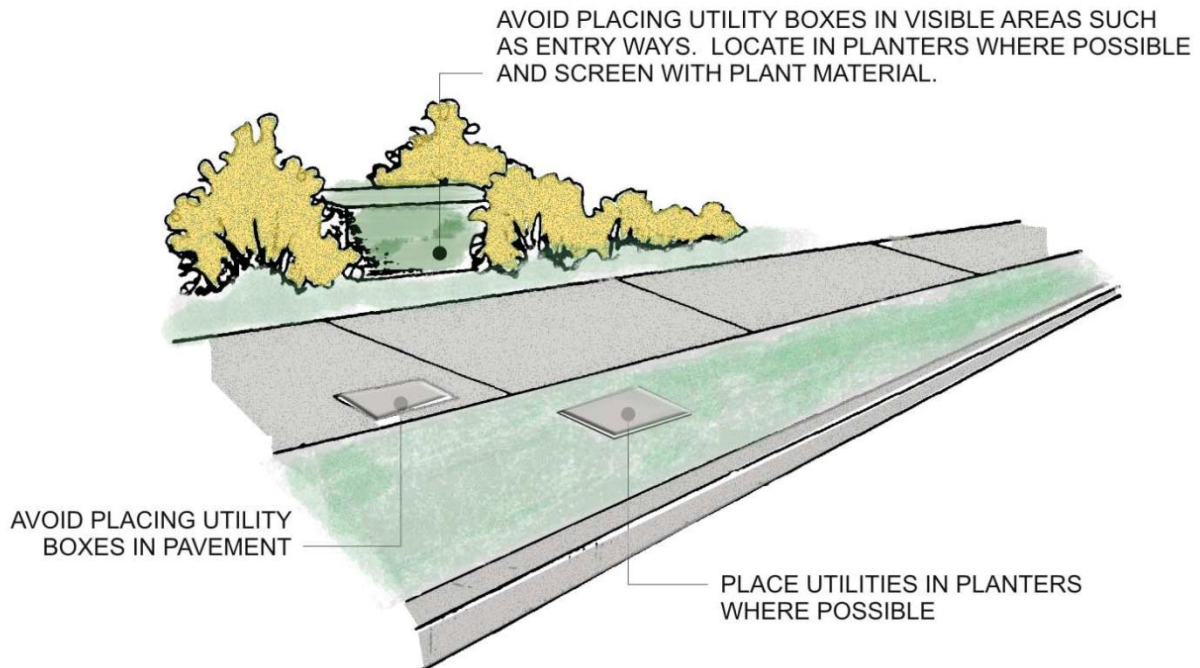 AVOID PLACING UTILITY BOXES IN VISIBLE AREAS SUCH
AS ENTRY WAYS. LOCATE IN PLANTERS WHERE POSSIBLE
AND SCREEN WITH PLANT MATERIAL.
AVOID PLACING UTILITY
BOXES IN PAVEMENT
PLACE UTILITIES IN PLANTERS
WHERE POSSIBLE